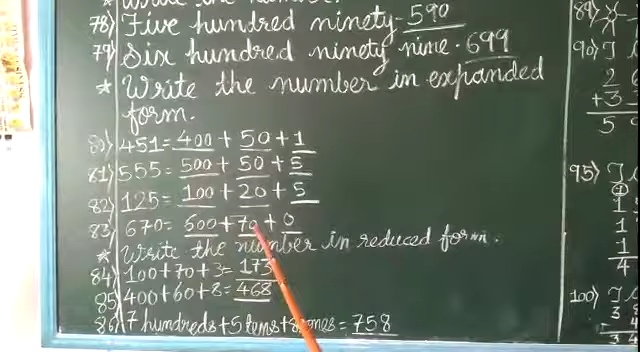 * Write the number.
78) Five hundred ninety - 590
79) Six hundred ninety nine. 699
* Write the number in expanded
form.
80) 451 = 400 + 50 + 1
81) 555 = 500 + 50 + 5
82) 125 = 100 + 20 + 5
83) 670 = 600 + 70 + 0
* Write the number in reduced form.
84) 100 + 70 + 3 = 173
85) 400 + 60 + 8 = 468
86) 7 hundreds + 5 tens + 8 ones = 758
89)
90)
2
+ 3
5
95)
1
1
1
4
100)
3
3